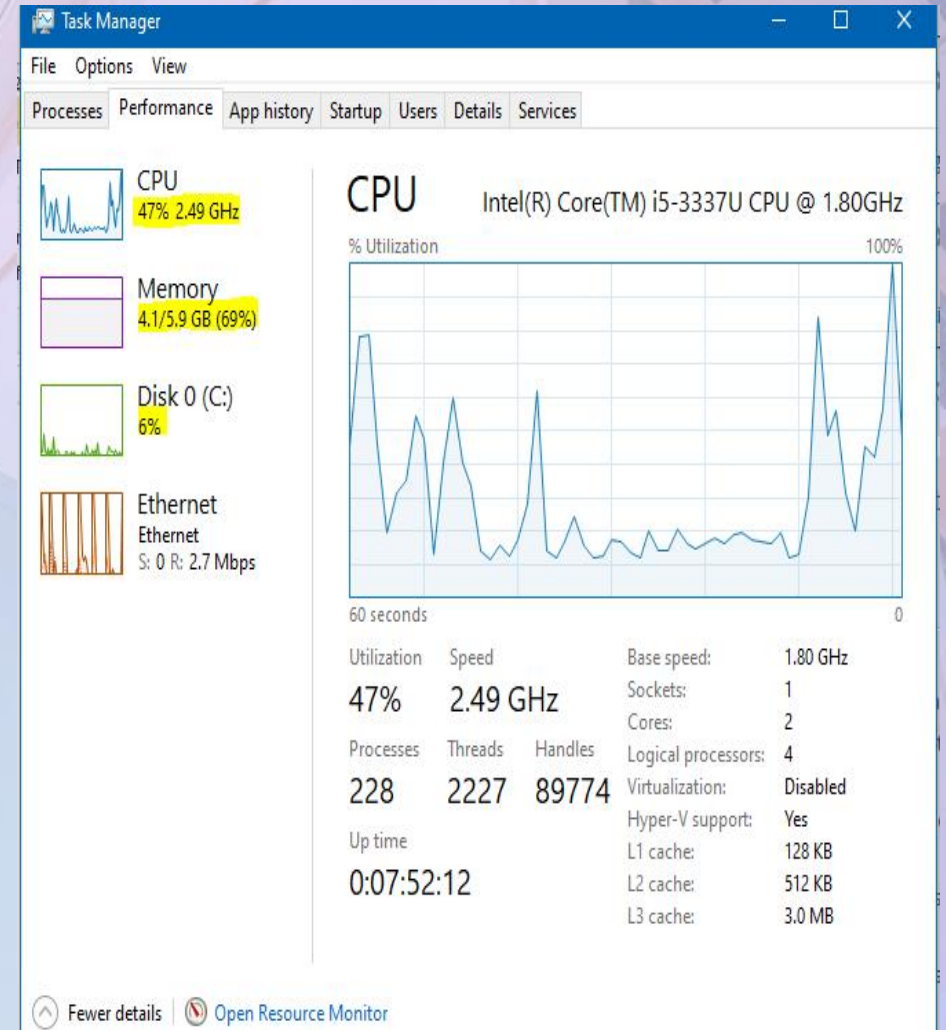 Task Manager
File Options View
Processes Performance App history Startup Users Details Services
CPU
47% 2.49 GHz
Memory
4.1/5.9 GB (69%)
Disk 0 (C:)
6%
Ethernet
Ethernet
S: 0 R: 2.7 Mbps
CPU Intel(R) Core(TM) i5-3337U CPU @ 1.80GHz
% Utilization 100%
60 seconds 0
Utilization Speed
47% 2.49 GHz
Processes Threads Handles
228 2227 89774
Up time
0:07:52:12
Base speed: 1.80 GHz
Sockets: 1
Cores: 2
Logical processors: 4
Virtualization: Disabled
Hyper-V support: Yes
L1 cache: 128 KB
L2 cache: 512 KB
L3 cache: 3.0 MB
Fewer details Open Resource Monitor